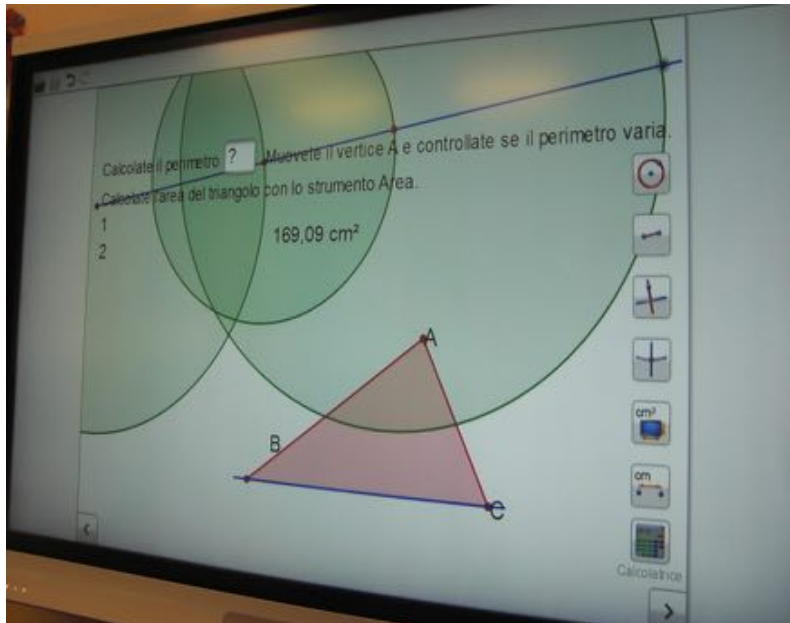 Calcolate il perimetro ? Muovete il vertice A e controllate se il perimetro varia.
Calcolate l'area del triangolo con lo strumento Area.
1
2
169,09 cm²
A
B
C
cm²
cm
Calcolatrice